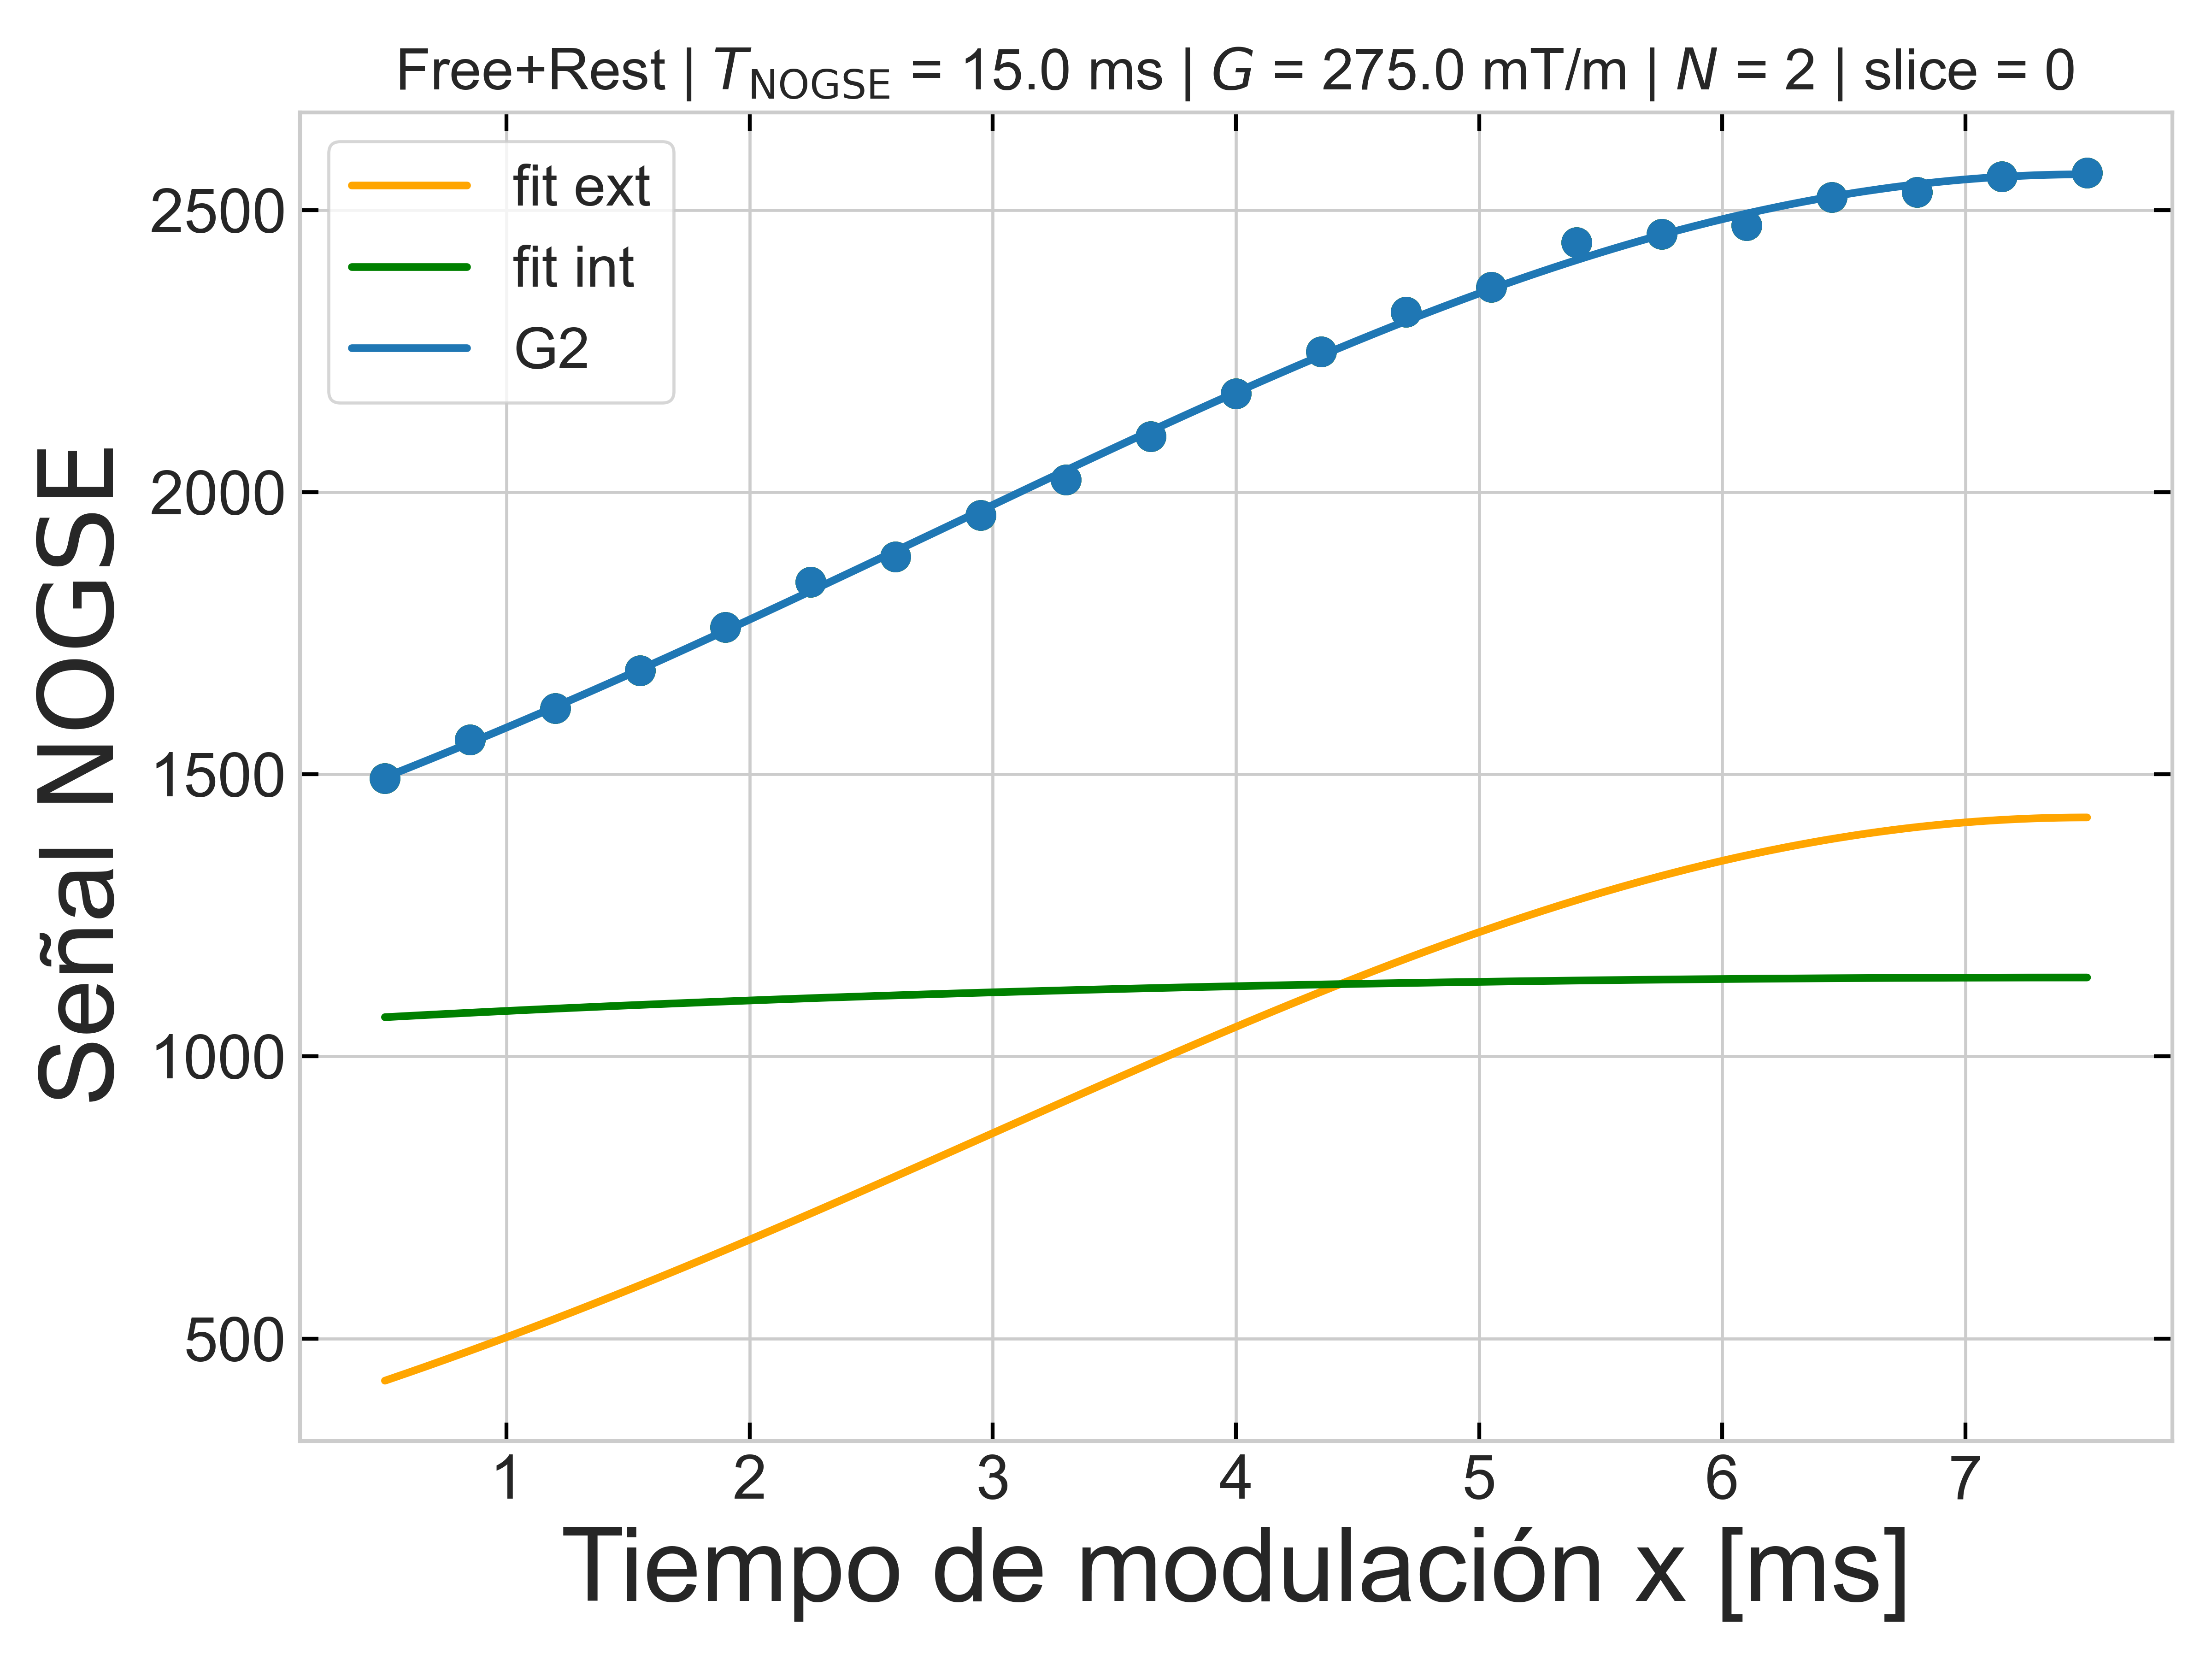 Free+Rest | T_NOGSE = 15.0 ms | G = 275.0 mT/m | N = 2 | slice = 0
fit ext
fit int
G2
2500
2000
1500
1000
500
Señal NOGSE
1 2 3 4 5 6 7
Tiempo de modulación x [ms]